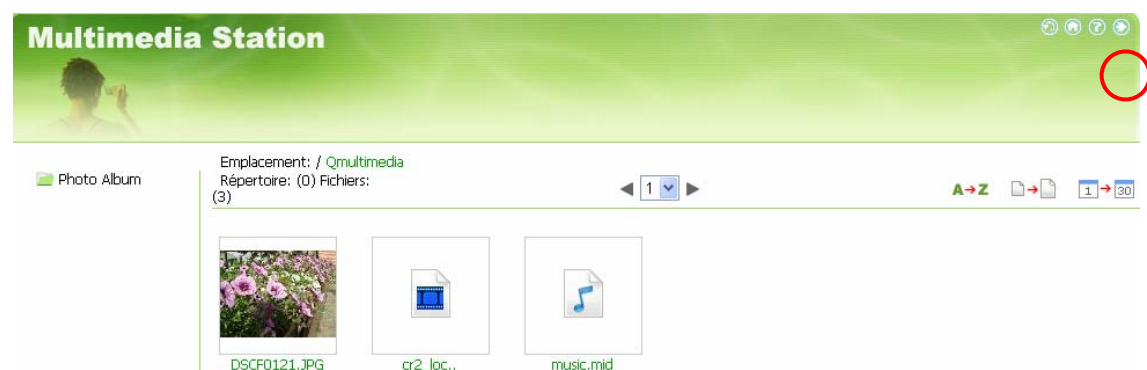 Multimedia Station
Photo Album
Emplacement: / Qmultimedia
Répertoire: (0) Fichiers:
(3)
1
A→Z
1→30
DSCF0121.JPG
cr2_loc..
music.mid